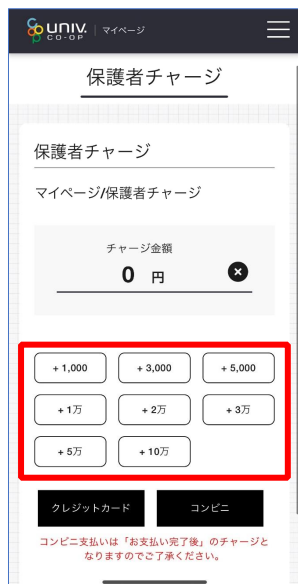 UNIV. CO-OP | マイページ
保護者チャージ
保護者チャージ
マイページ/保護者チャージ
チャージ金額
0 円
+ 1,000 + 3,000 + 5,000
+ 1万 + 2万 + 3万
+ 5万 + 10万
クレジットカード コンビニ
コンビニ支払いは「お支払い完了後」のチャージと
なりますのでご了承ください。